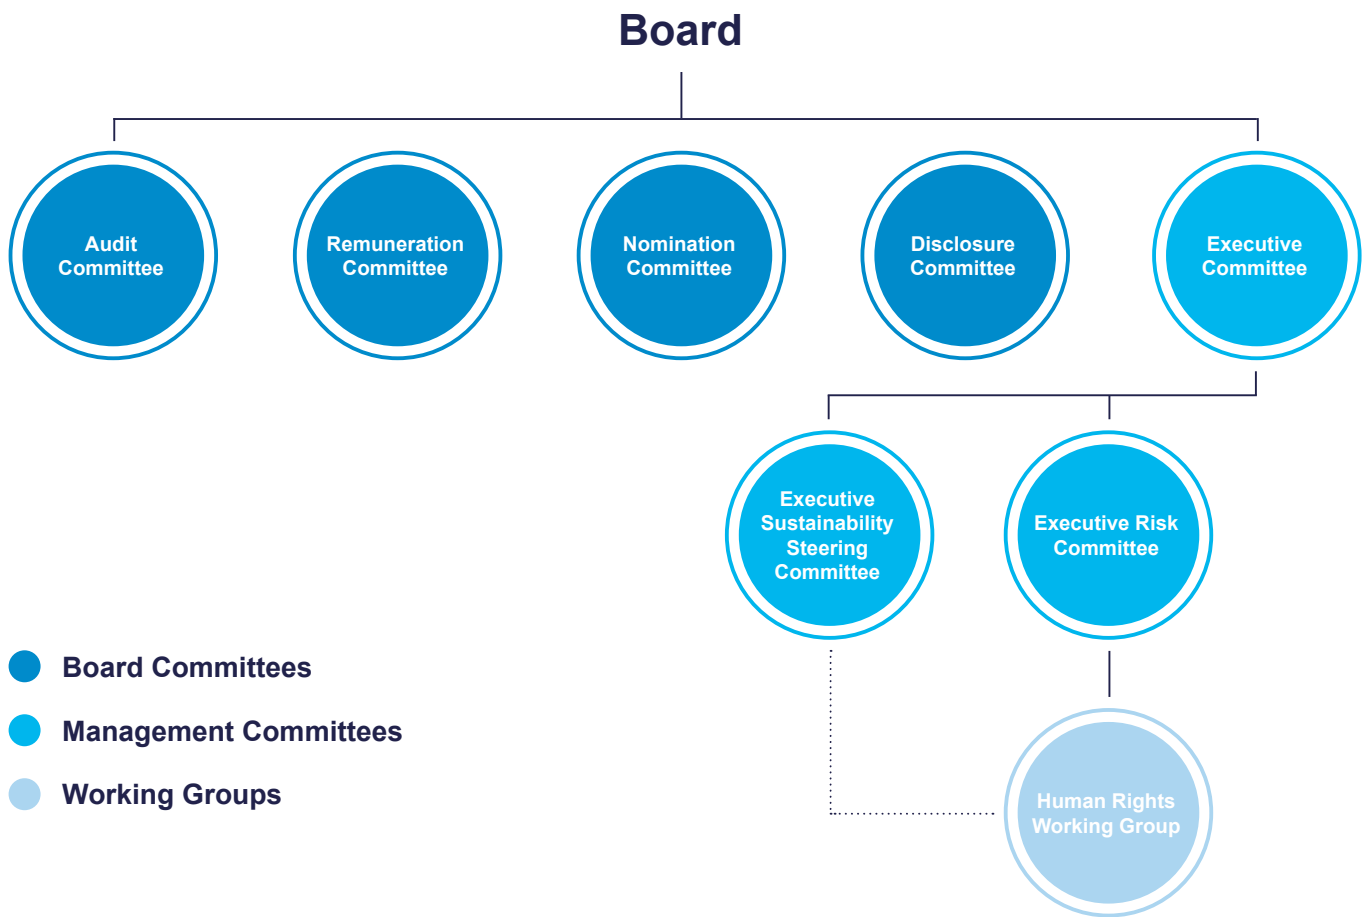 Board
Audit
Committee
Remuneration
Committee
Nomination
Committee
Disclosure
Committee
Executive
Committee
Executive
Sustainability
Steering
Committee
Executive Risk
Committee
Board Committees
Management Committees
Working Groups
Human Rights
Working Group